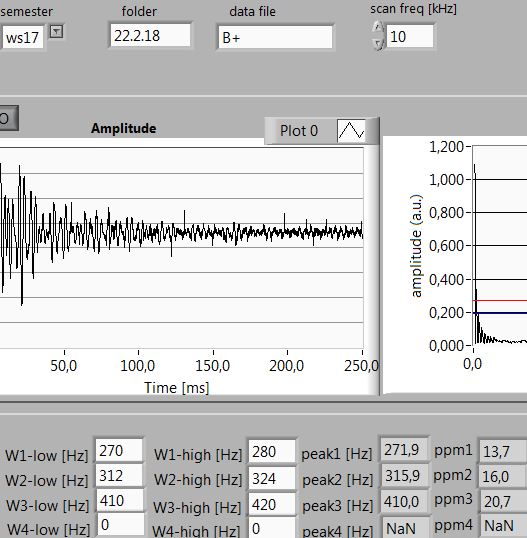 semester folder data file scan freq [kHz]
ws17 22.2.18 B+ 10
O
Amplitude Plot 0
1,200
1,000
0,800
0,600
0,400
0,200
0,000
amplitude (a.u.)
0,0
50,0 100,0 150,0 200,0 250,0
Time [ms]
W1-low [Hz] 270 W1-high [Hz] 280 peak1 [Hz] 271,9 ppm1 13,7
W2-low [Hz] 312 W2-high [Hz] 324 peak2 [Hz] 315,9 ppm2 16,0
W3-low [Hz] 410 W3-high [Hz] 420 peak3 [Hz] 410,0 ppm3 20,7
W4-low [Hz] 0 W4-high [Hz] 0 peak4 [Hz] NaN ppm4 NaN